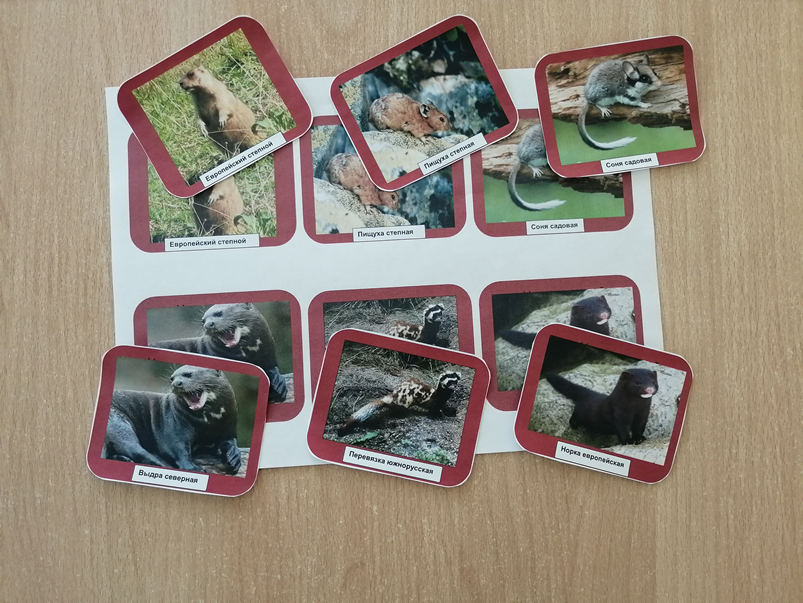 Европейский степной
Пищуха степная
Соня садовая
Европейский степной
Пищуха степная
Соня садовая
Выдра северная
Перевязка южнорусская
Норка европейская